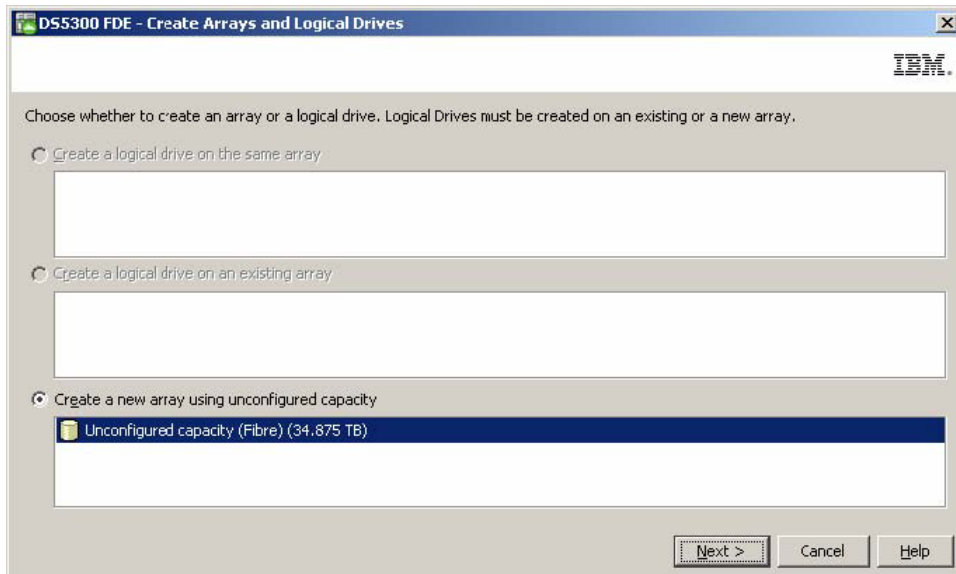 DS5300 FDE - Create Arrays and Logical Drives
IBM.
Choose whether to create an array or a logical drive. Logical Drives must be created on an existing or a new array.
Create a logical drive on the same array
Create a logical drive on an existing array
Create a new array using unconfigured capacity
Unconfigured capacity (Fibre) (34.875 TB)
Next > Cancel Help